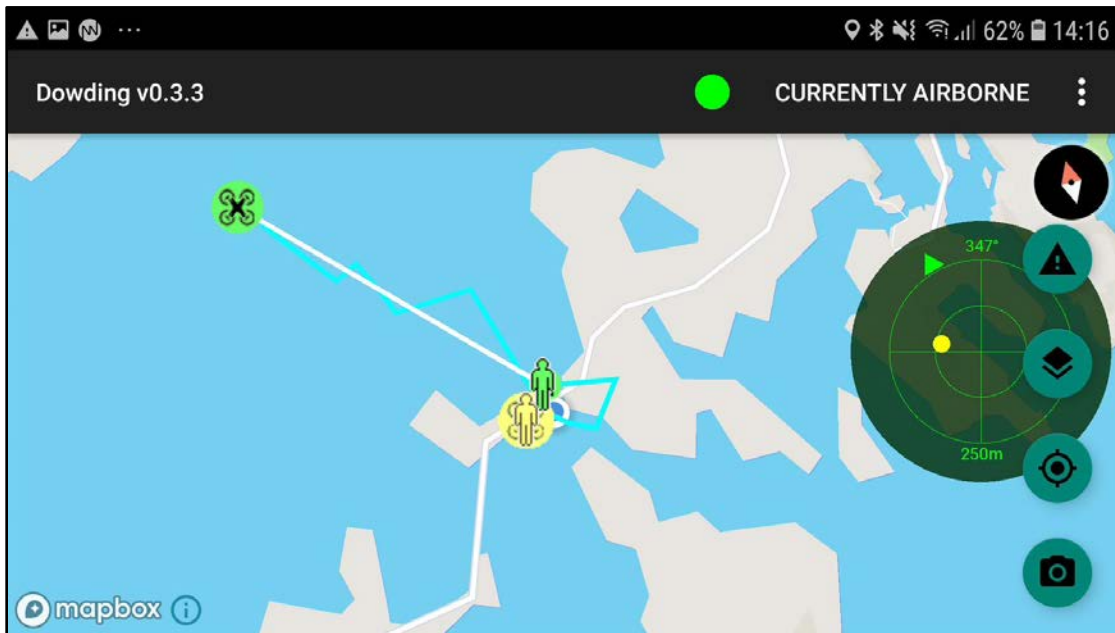 62% 14:16
Dowding v0.3.3 CURRENTLY AIRBORNE
347°
250m
mapbox